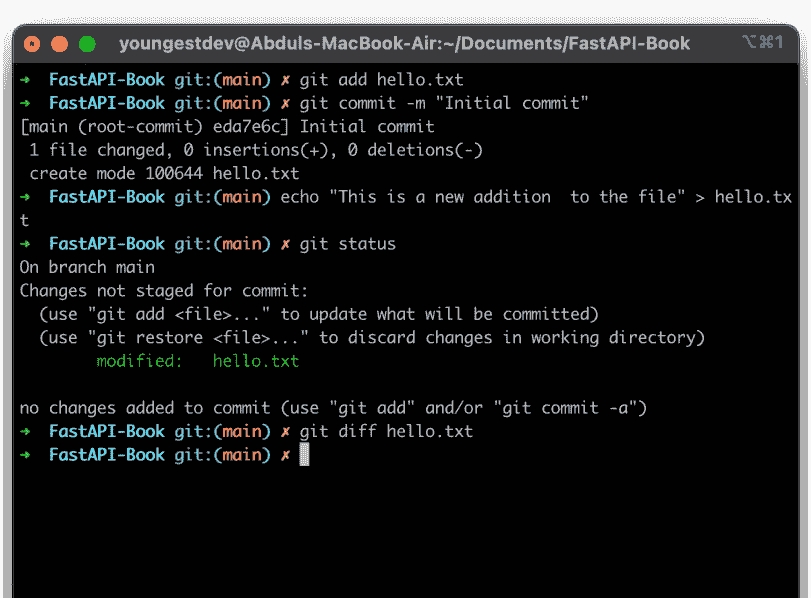 youngestdev@Abduls-MacBook-Air:~/Documents/FastAPI-Book ⌥⌘1
➜ FastAPI-Book git:(main) ✗ git add hello.txt
➜ FastAPI-Book git:(main) ✗ git commit -m "Initial commit"
[main (root-commit) eda7e6c] Initial commit
 1 file changed, 0 insertions(+), 0 deletions(-)
 create mode 100644 hello.txt
➜ FastAPI-Book git:(main) echo "This is a new addition  to the file" > hello.tx
t
➜ FastAPI-Book git:(main) ✗ git status
On branch main
Changes not staged for commit:
  (use "git add <file>..." to update what will be committed)
  (use "git restore <file>..." to discard changes in working directory)
        modified:   hello.txt

no changes added to commit (use "git add" and/or "git commit -a")
➜ FastAPI-Book git:(main) ✗ git diff hello.txt
➜ FastAPI-Book git:(main) ✗